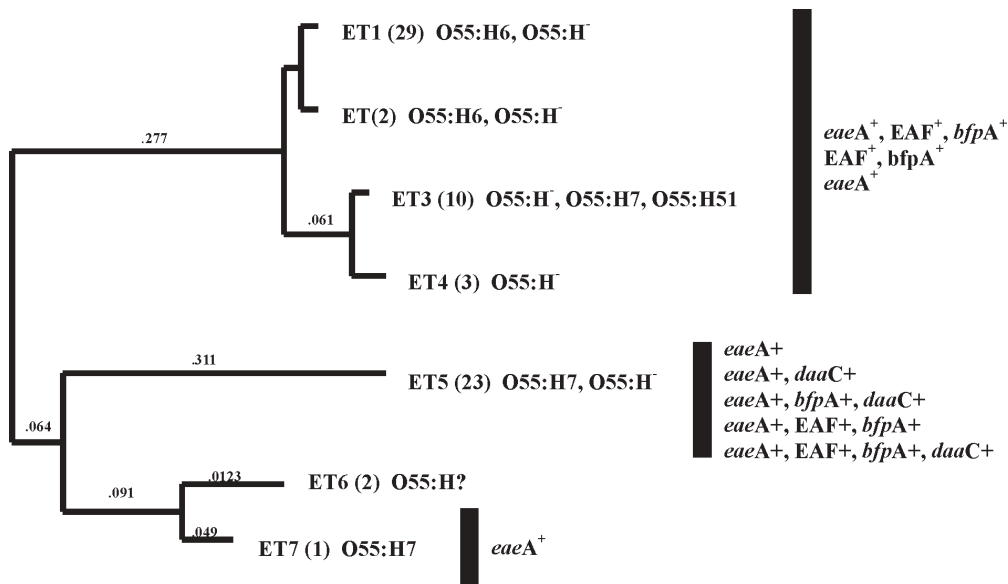 ET1 (29) O55:H6, O55:H⁻
ET(2) O55:H6, O55:H⁻
.277
eaeA⁺, EAF⁺, bfpA⁺
EAF⁺, bfpA⁺
eaeA⁺
ET3 (10) O55:H⁻, O55:H7, O55:H51
.061
ET4 (3) O55:H⁻
.311
ET5 (23) O55:H7, O55:H⁻
eaeA+
eaeA+, daaC+
eaeA+, bfpA+, daaC+
eaeA+, EAF+, bfpA+
eaeA+, EAF+, bfpA+, daaC+
.064
.0123
ET6 (2) O55:H?
.091
.049
ET7 (1) O55:H7
eaeA⁺